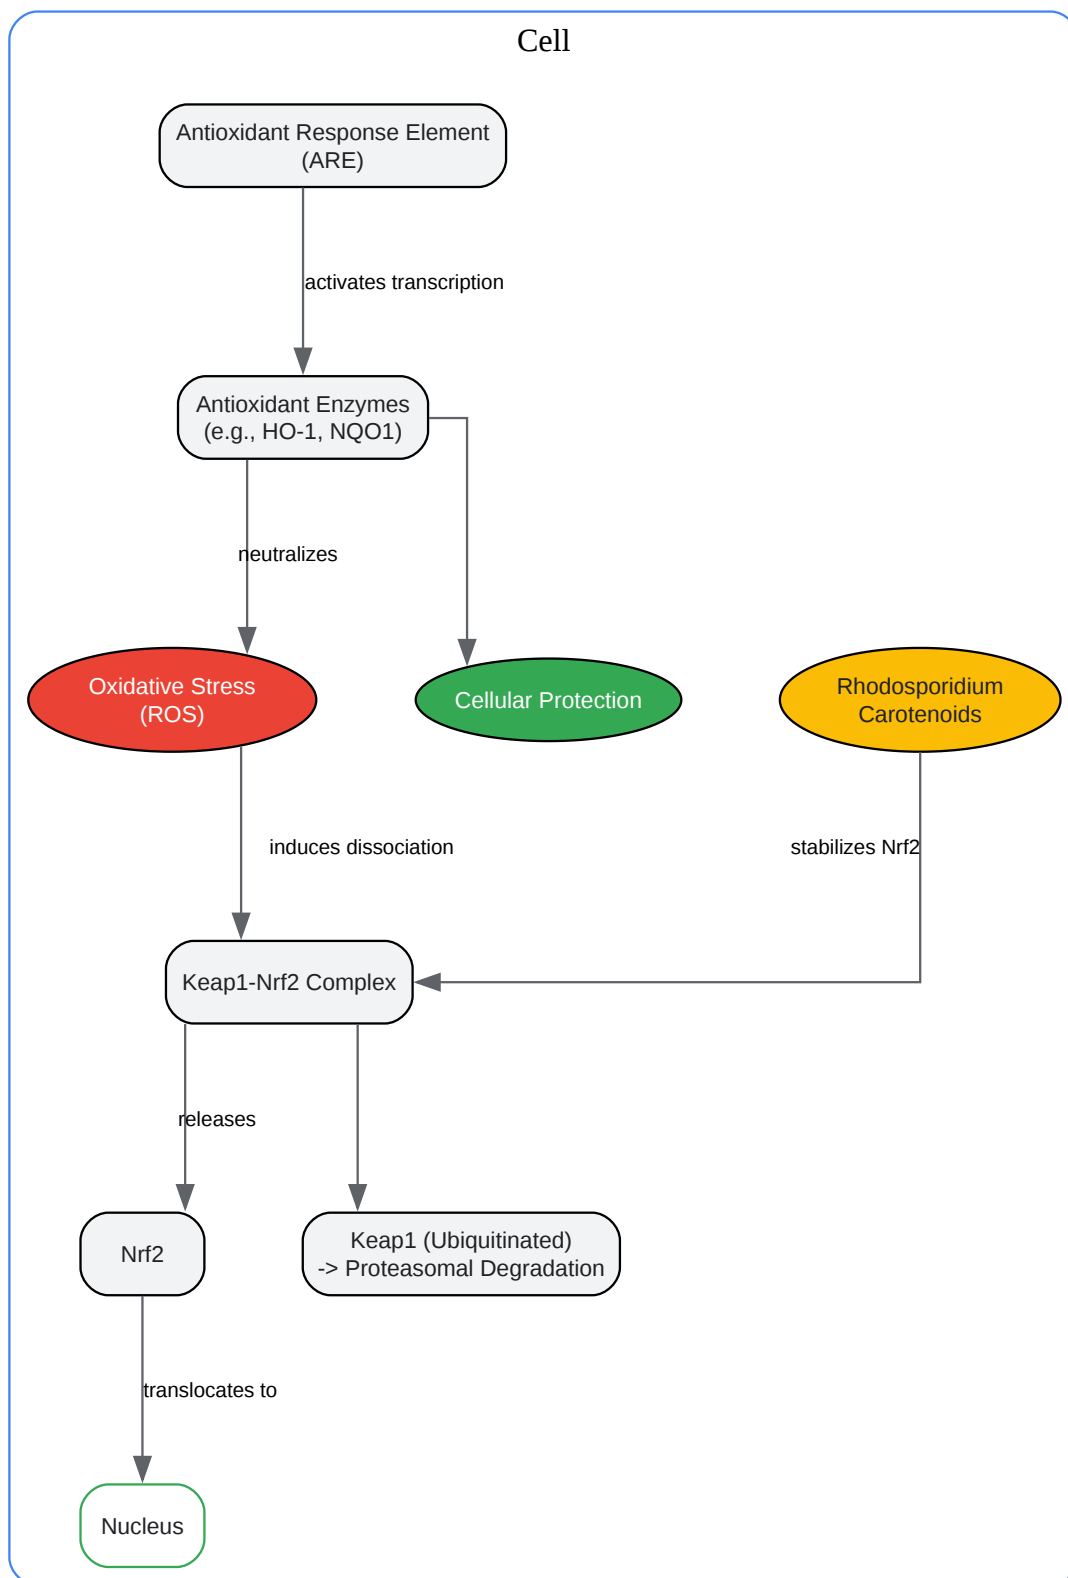 Cell
Antioxidant Response Element
(ARE)
activates transcription
Antioxidant Enzymes
(e.g., HO-1, NQO1)
neutralizes
Oxidative Stress
(ROS)
Cellular Protection
Rhodosporidium
Carotenoids
induces dissociation
stabilizes Nrf2
Keap1-Nrf2 Complex
releases
Nrf2
Keap1 (Ubiquitinated)
-> Proteasomal Degradation
translocates to
Nucleus